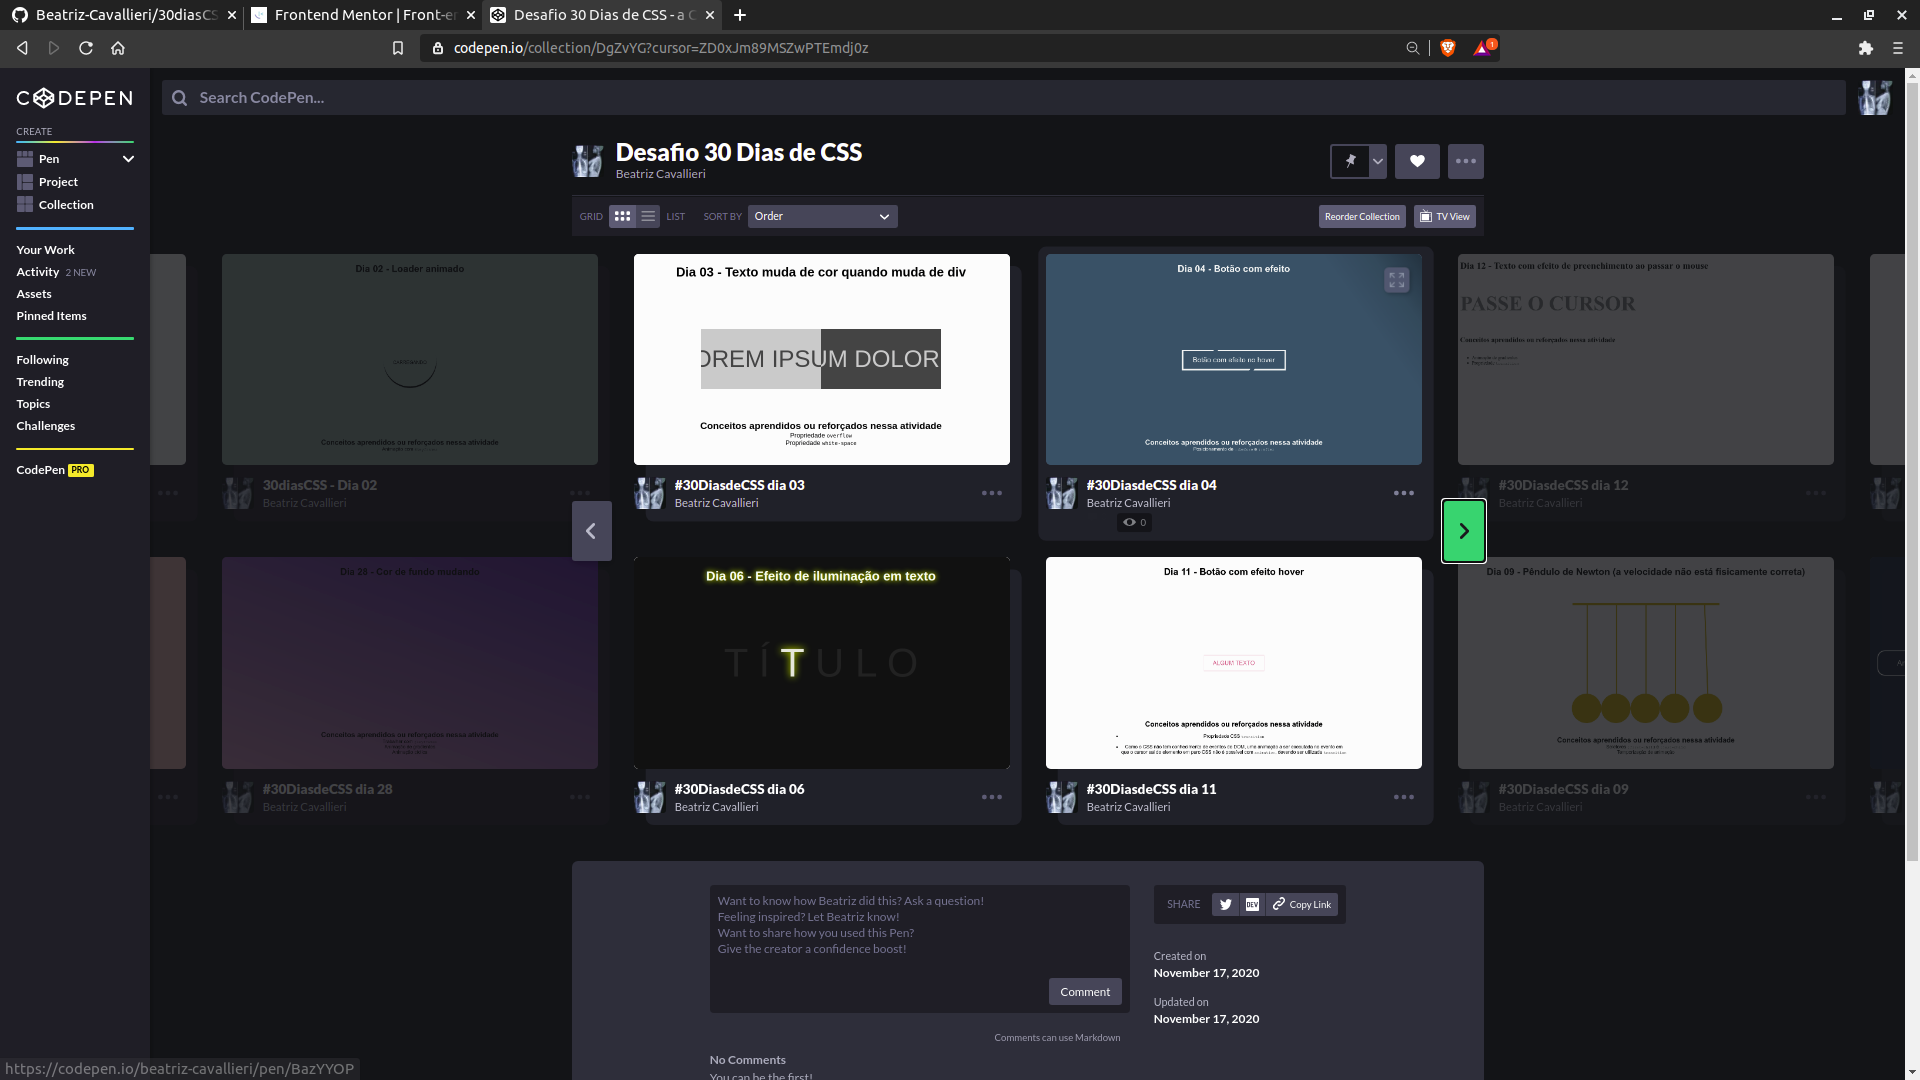 Beatriz-Cavallieri/30diasCS
Frontend Mentor | Front-e
Desafio 30 Dias de CSS - a C
codepen.io/collection/DgZvYG?cursor=ZD0xJm89MSZwPTEmdj0z
1
CODEPEN
Search CodePen...
CREATE
Pen
Project
Collection
Your Work
Activity 2 NEW
Assets
Pinned Items
Following
Trending
Topics
Challenges
CodePen PRO
Desafio 30 Dias de CSS
Beatriz Cavallieri
GRID
LIST
SORT BY
Order
Reorder Collection
TV View
Dia 02 - Loader animado
Conceitos aprendidos ou reforçados nessa atividade
30diasCSS - Dia 02
Beatriz Cavallieri
Dia 03 - Texto muda de cor quando muda de div
OREM IPSUM DOLOR
Conceitos aprendidos ou reforçados nessa atividade
Propriedade overflow
Propriedade white-space
#30DiasdeCSS dia 03
Beatriz Cavallieri
Dia 04 - Botão com efeito
Botão com efeito no hover
Conceitos aprendidos ou reforçados nessa atividade
#30DiasdeCSS dia 04
Beatriz Cavallieri
0
Dia 12 - Texto com efeito de preenchimento ao passar o mouse
PASSE O CURSOR
Conceitos aprendidos ou reforçados nessa atividade
#30DiasdeCSS dia 12
Beatriz Cavallieri
Dia 28 - Cor de fundo mudando
Conceitos aprendidos ou reforçados nessa atividade
#30DiasdeCSS dia 28
Beatriz Cavallieri
Dia 06 - Efeito de iluminação em texto
TÍTULO
#30DiasdeCSS dia 06
Beatriz Cavallieri
Dia 11 - Botão com efeito hover
ALGUM TEXTO
Conceitos aprendidos ou reforçados nessa atividade
Propriedade CSS
#30DiasdeCSS dia 11
Beatriz Cavallieri
Dia 09 - Pêndulo de Newton (a velocidade não está fisicamente correta)
Conceitos aprendidos ou reforçados nessa atividade
#30DiasdeCSS dia 09
Beatriz Cavallieri
Want to know how Beatriz did this? Ask a question!
Feeling inspired? Let Beatriz know!
Want to share how you used this Pen?
Give the creator a confidence boost!
Comment
Comments can use Markdown
No Comments
You can be the first!
SHARE
DEV
Copy Link
Created on
November 17, 2020
Updated on
November 17, 2020
https://codepen.io/beatriz-cavallieri/pen/BazYYOP